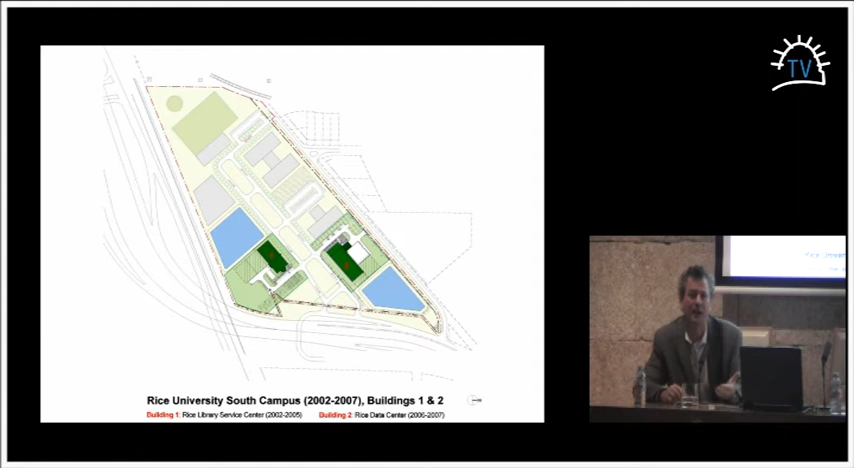 TV
Rice University South Campus (2002-2007), Buildings 1 & 2
Building 1: Rice Library Service Center (2002-2005) Building 2: Rice Data Center (2006-2007)